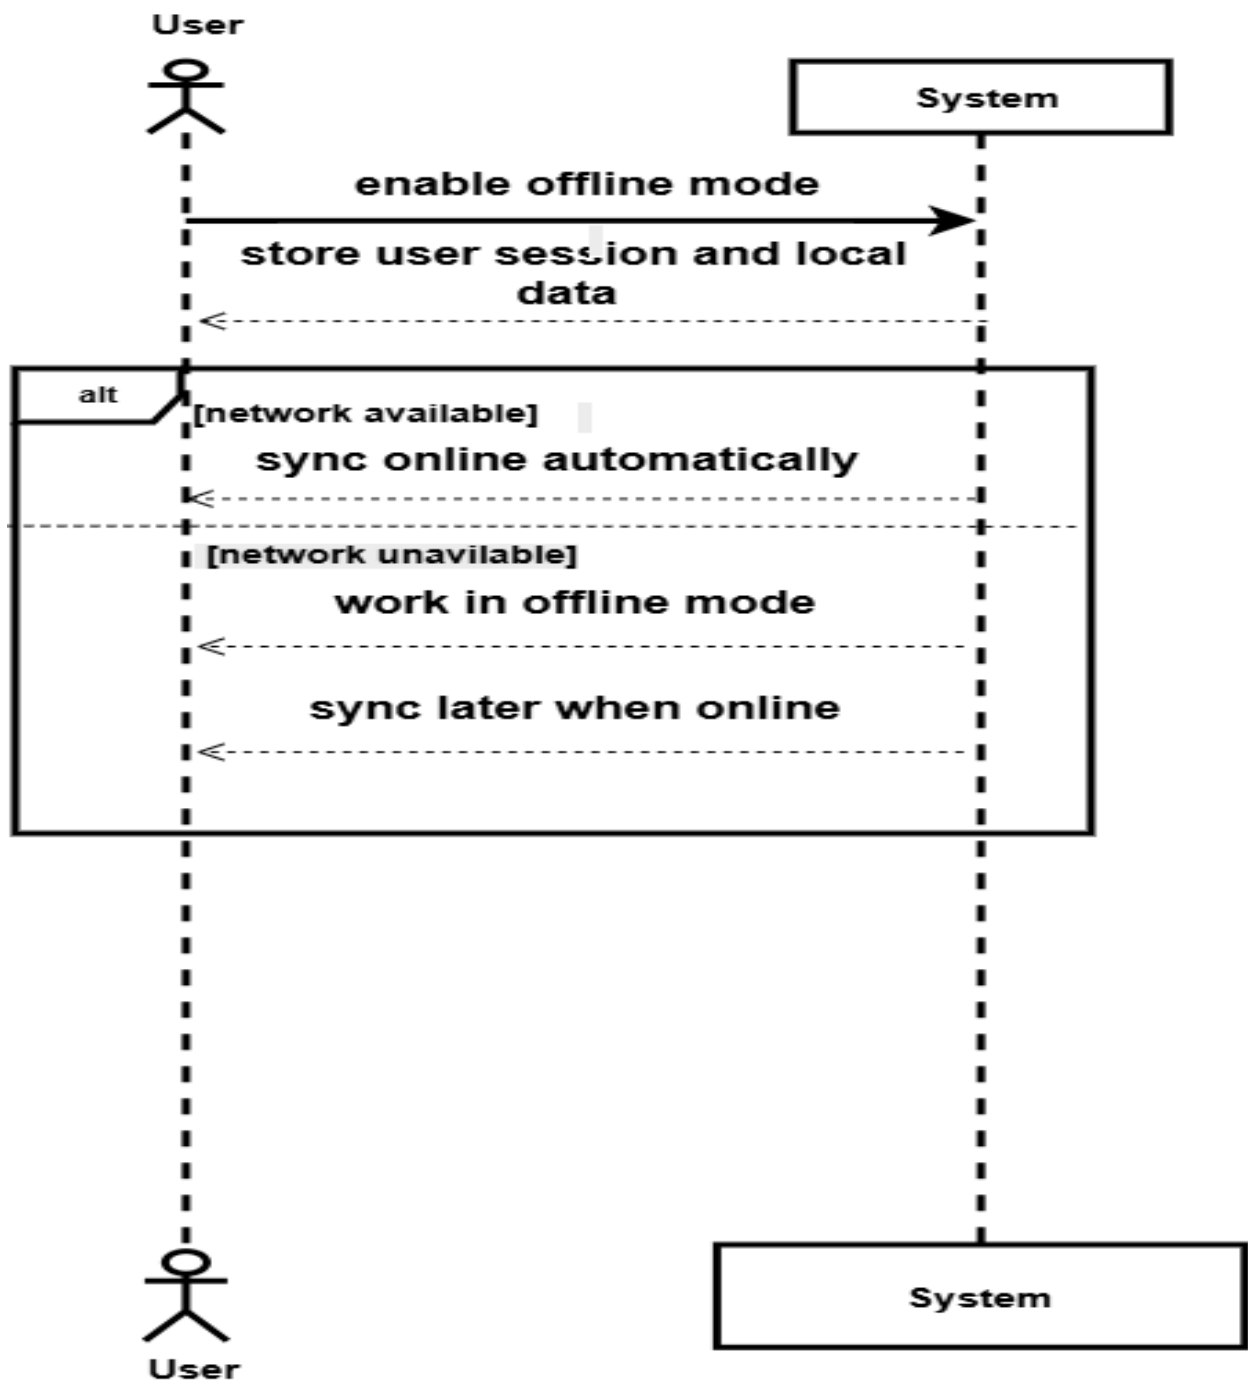 User
System
enable offline mode
store user session and local
data
alt
[network available]
sync online automatically
[network unavilable]
work in offline mode
sync later when online
System
User